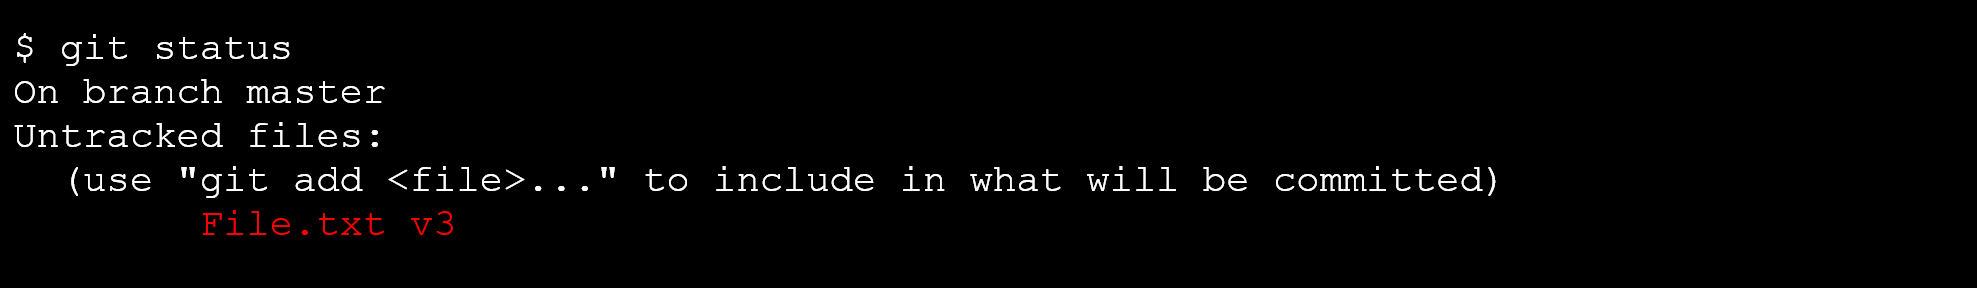 $ git status
On branch master
Untracked files:
  (use "git add <file>..." to include in what will be committed)
        File.txt v3